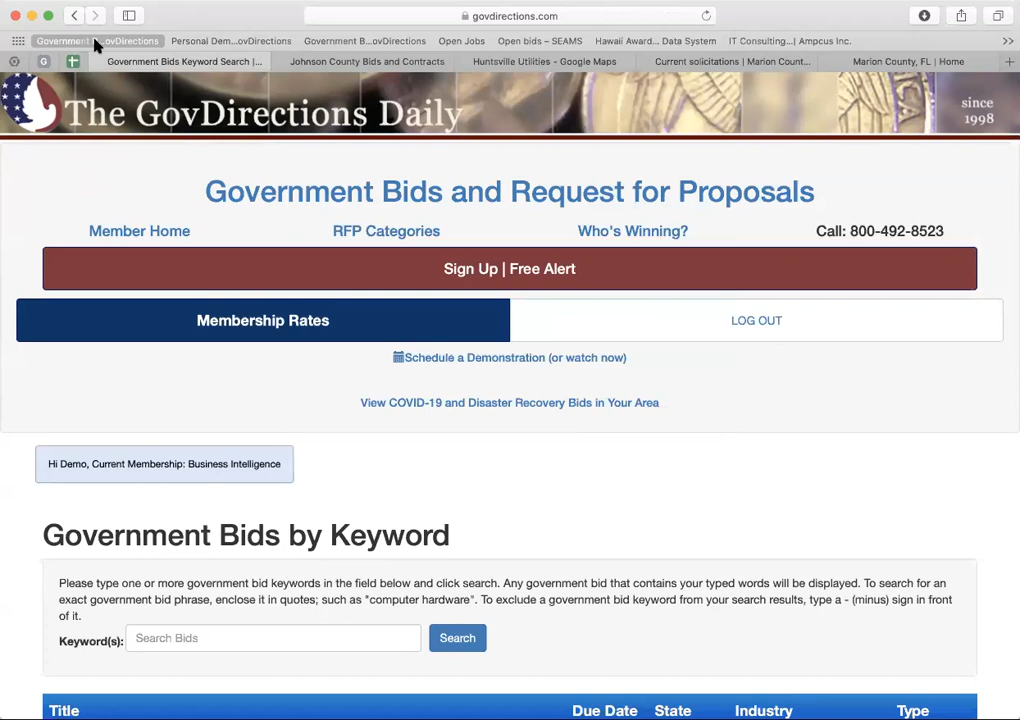 govdirections.com
Government ...ovDirections Personal Dem...ovDirections Government B...ovDirections Open Jobs Open bids – SEAMS Hawaii Award... Data System IT Consulting...| Ampcus Inc.
G Government Bids Keyword Search |... Johnson County Bids and Contracts Huntsville Utilities - Google Maps Current solicitations | Marion Count... Marion County, FL | Home
The GovDirections Daily
since
1998
Government Bids and Request for Proposals
Member Home RFP Categories Who's Winning? Call: 800-492-8523
Sign Up | Free Alert
Membership Rates LOG OUT
Schedule a Demonstration (or watch now)
View COVID-19 and Disaster Recovery Bids in Your Area
Hi Demo, Current Membership: Business Intelligence
Government Bids by Keyword
Please type one or more government bid keywords in the field below and click search. Any government bid that contains your typed words will be displayed. To search for an
exact government bid phrase, enclose it in quotes; such as "computer hardware". To exclude a government bid keyword from your search results, type a - (minus) sign in front
of it.
Keyword(s): Search Bids Search
Title Due Date State Industry Type